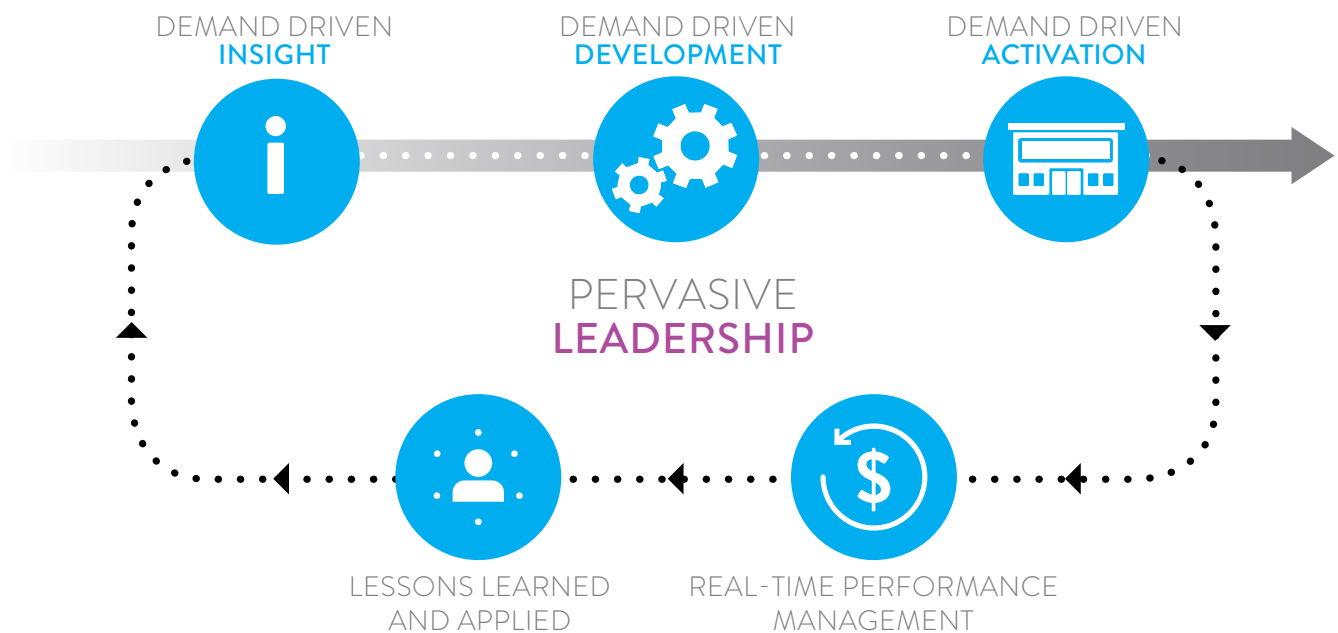 DEMAND DRIVEN
INSIGHT
DEMAND DRIVEN
DEVELOPMENT
DEMAND DRIVEN
ACTIVATION
PERVASIVE
LEADERSHIP
$
LESSONS LEARNED
AND APPLIED
REAL-TIME PERFORMANCE
MANAGEMENT